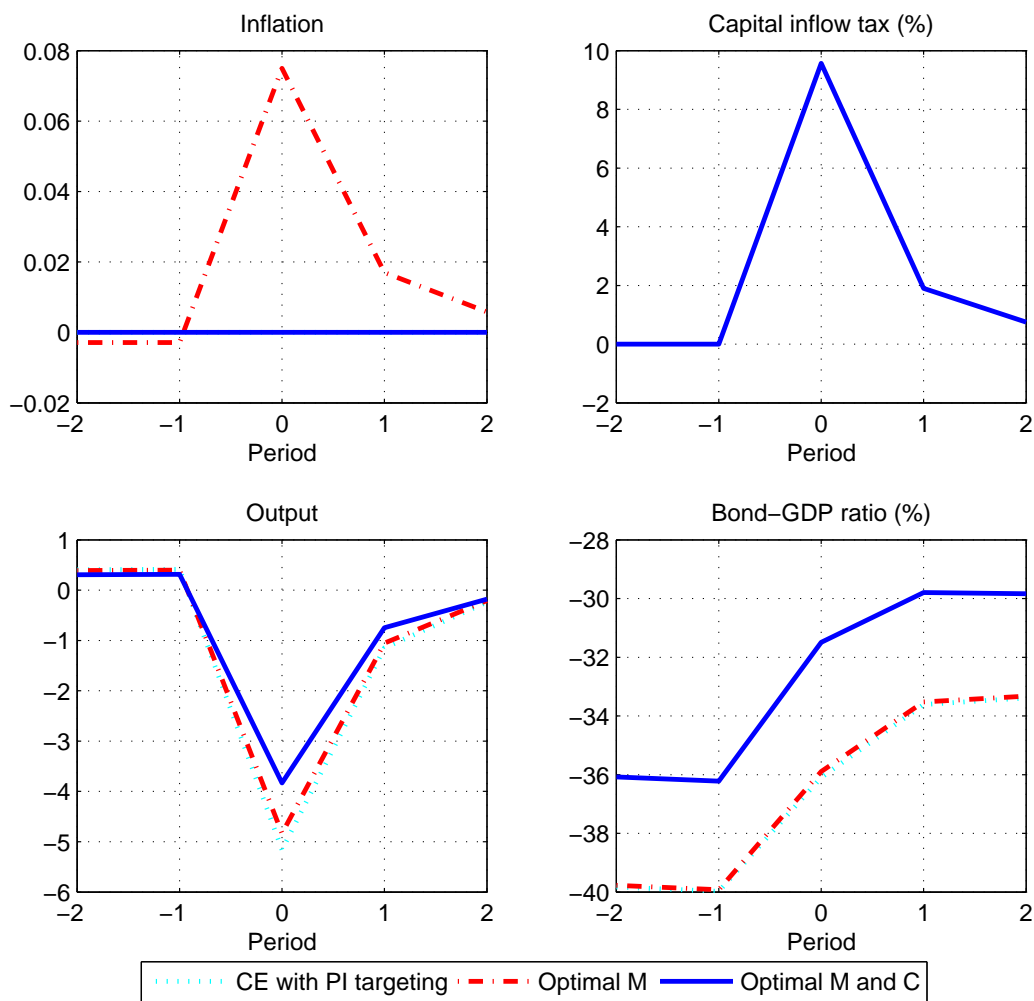 Inflation
0.08
0.06
0.04
0.02
0
−0.02
−2 −1 0 1 2
Period
Capital inflow tax (%)
10
8
6
4
2
0
−2
−2 −1 0 1 2
Period
Output
1
0
−1
−2
−3
−4
−5
−6
−2 −1 0 1 2
Period
Bond−GDP ratio (%)
−28
−30
−32
−34
−36
−38
−40
−2 −1 0 1 2
Period
CE with PI targeting Optimal M Optimal M and C